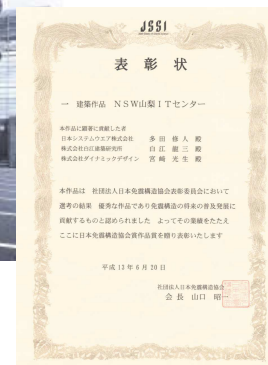 JSSI
表彰状
一 建築作品 NSW山梨ITセンター
本作品に顕著に貢献した者
日本システムウエア株式会社 多田修人殿
株式会社白江建築研究所 白江龍三殿
株式会社ダイナミックデザイン 宮崎光生殿
本作品は 社団法人日本免震構造協会表彰委員会において
選考の結果 優秀な作品であり免震構造の将来の普及発展に
貢献するものと認められました よってその業績をたたえ
ここに日本免震構造協会賞作品賞を贈り表彰いたします
平成13年6月20日
社団法人日本免震構造協会
会長 山口昭一